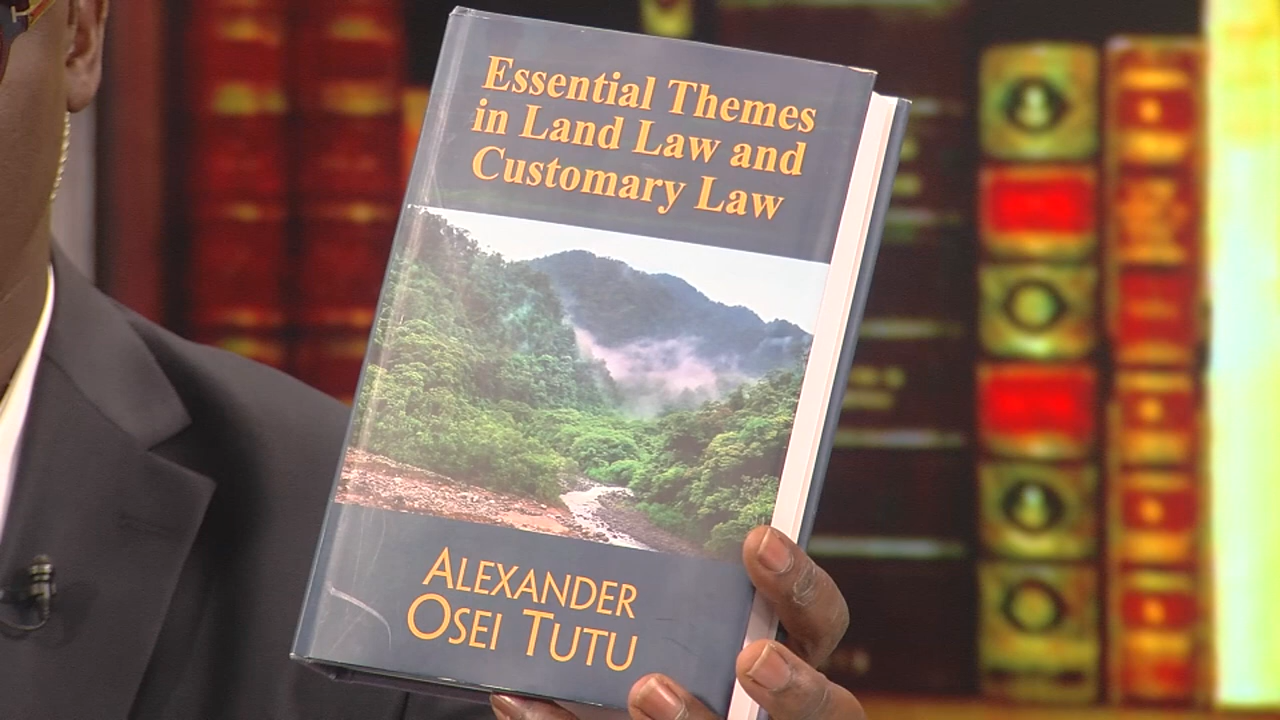 Essential Themes
in Land Law and
Customary Law
ALEXANDER
OSEI TUTU